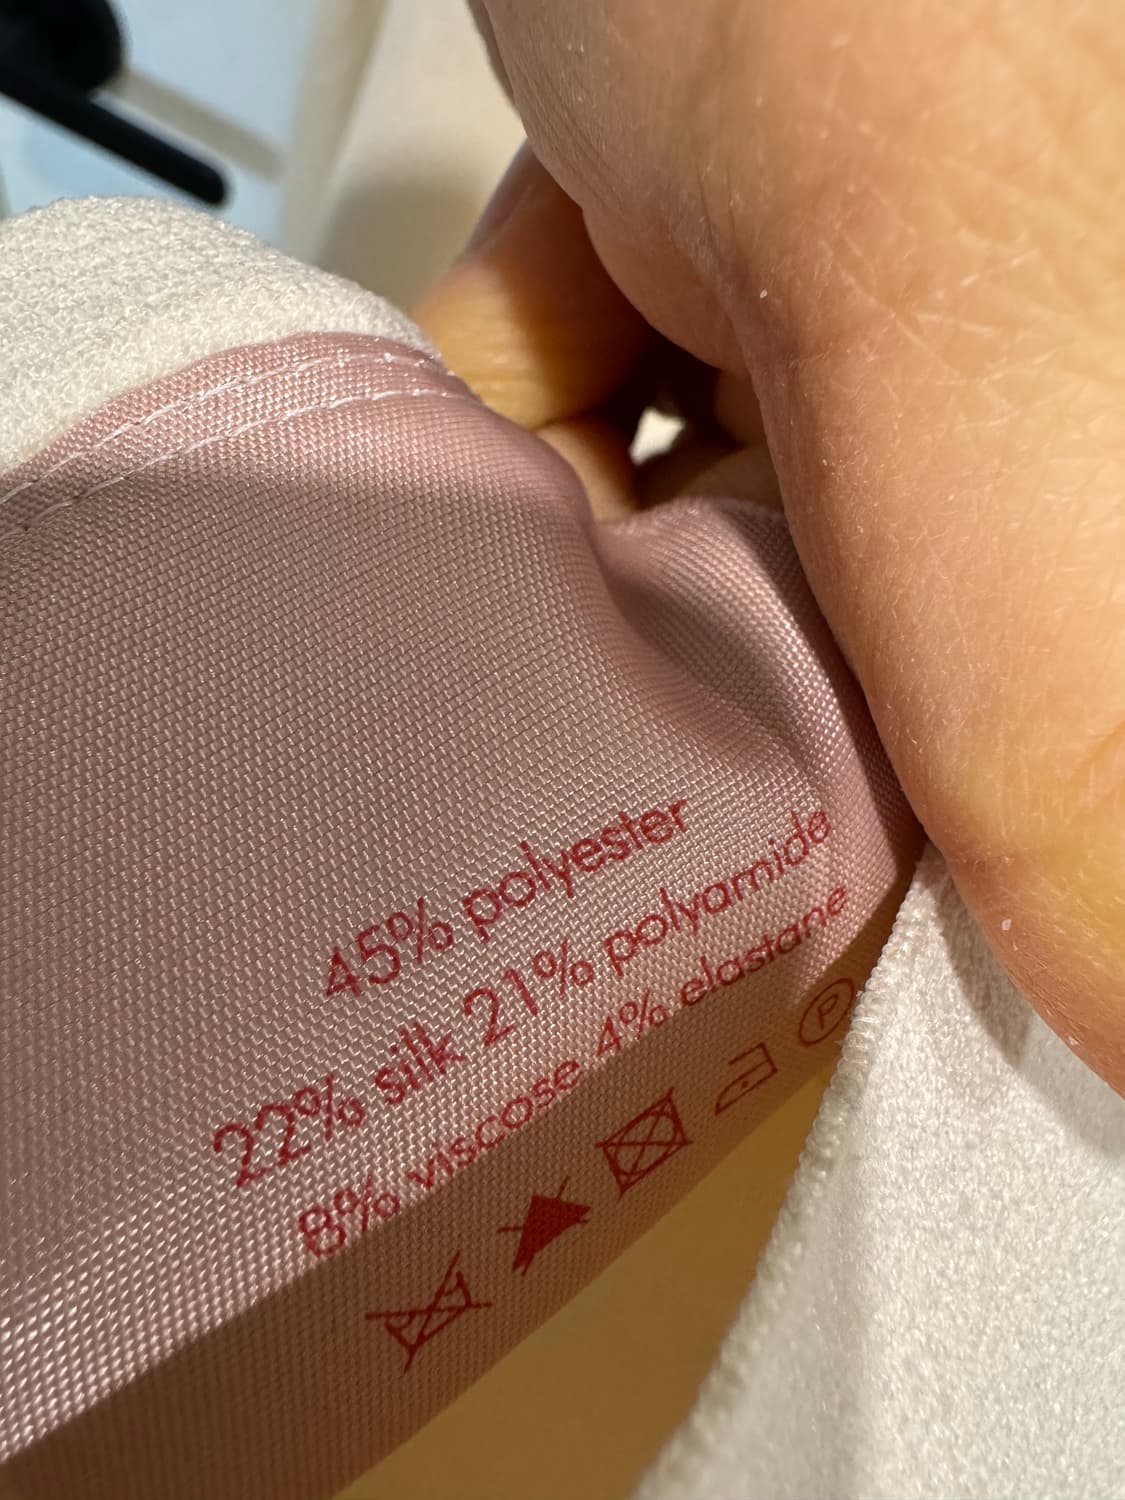 45% polyester
22% silk 21% polyamide
8% viscose 4% elastane
P